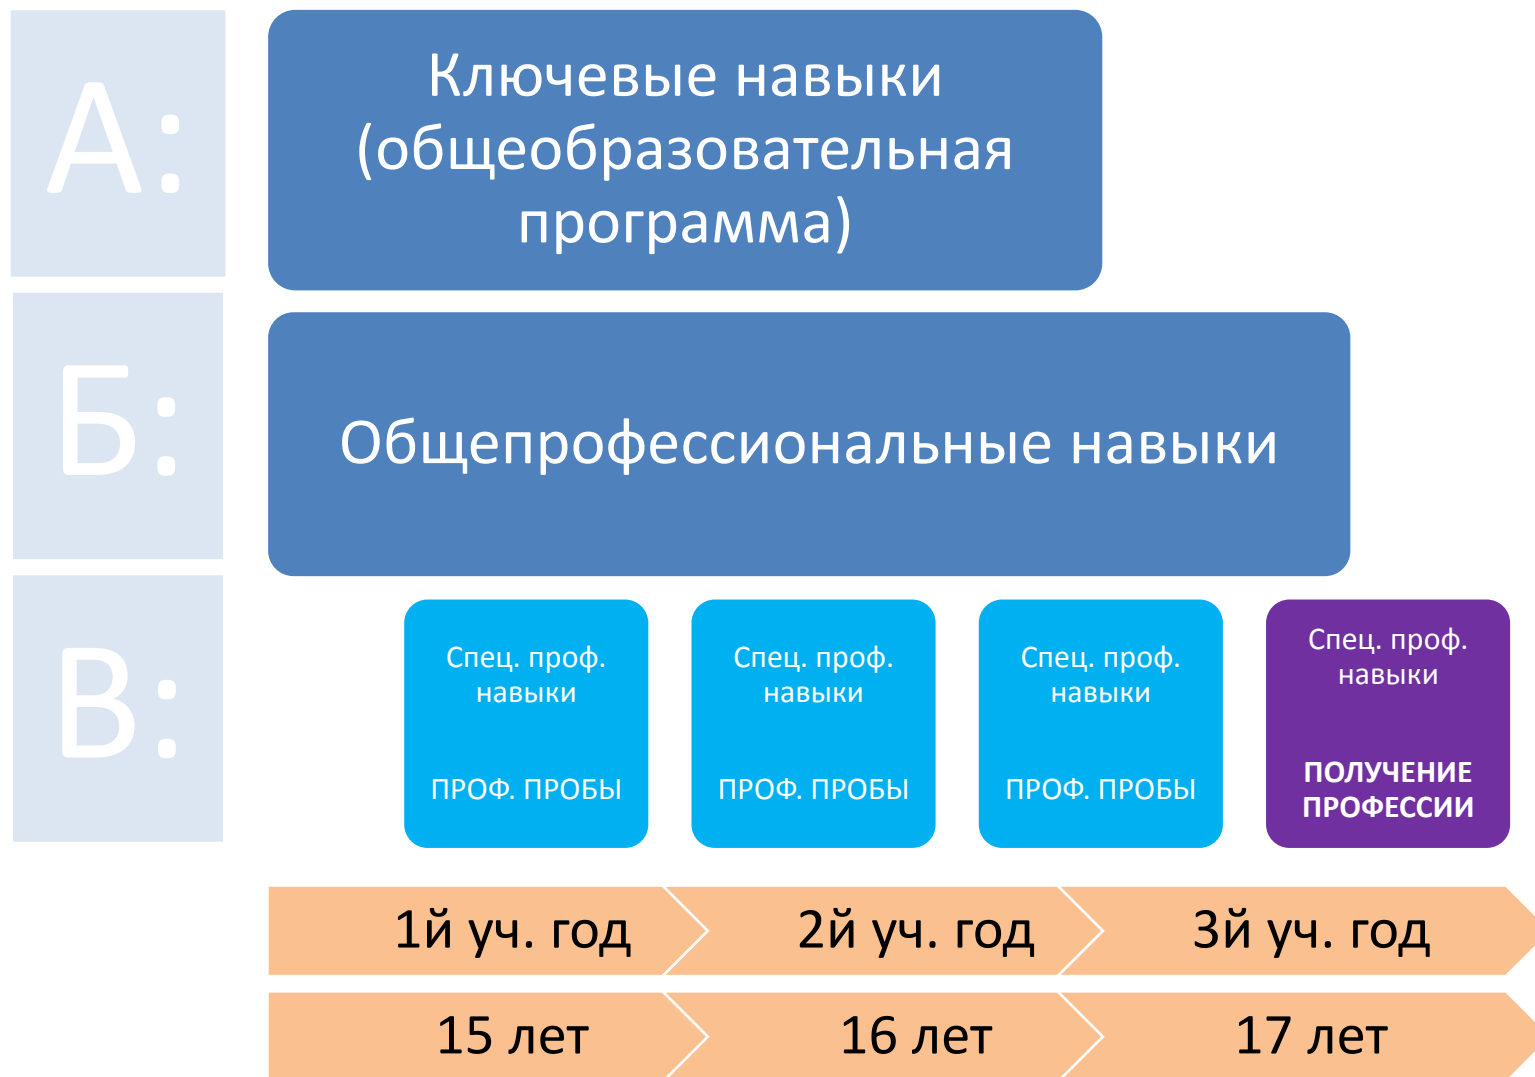 А:
Ключевые навыки
(общеобразовательная
программа)
Б:
Общепрофессиональные навыки
В:
Спец. проф.
навыки
ПРОФ. ПРОБЫ
Спец. проф.
навыки
ПРОФ. ПРОБЫ
Спец. проф.
навыки
ПРОФ. ПРОБЫ
Спец. проф.
навыки
ПОЛУЧЕНИЕ
ПРОФЕССИИ
1й уч. год
2й уч. год
3й уч. год
15 лет
16 лет
17 лет